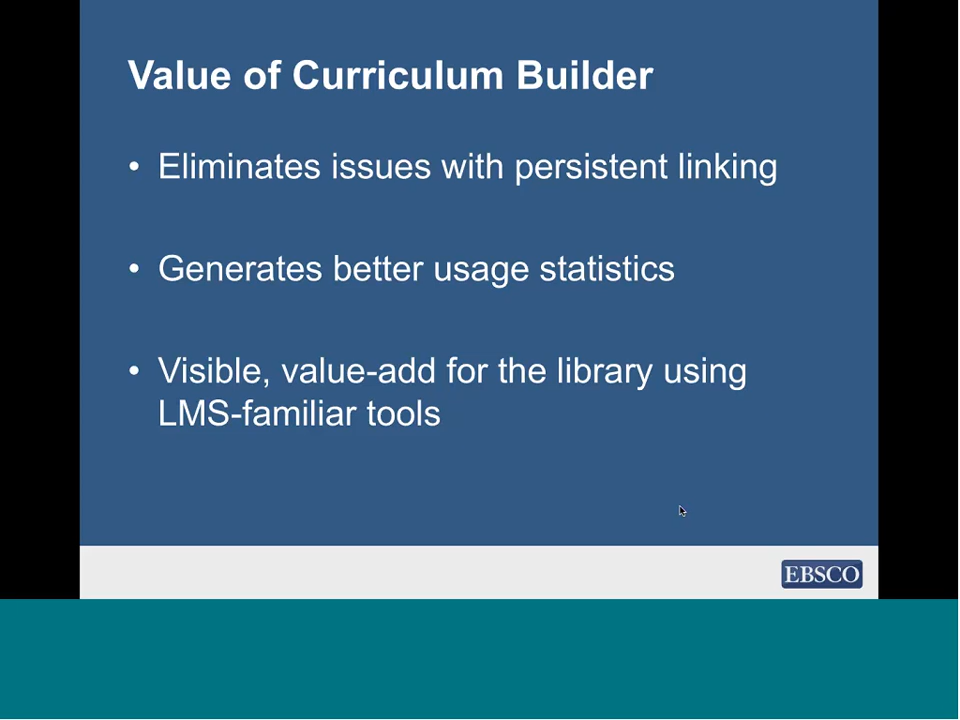 Value of Curriculum Builder
• Eliminates issues with persistent linking
• Generates better usage statistics
• Visible, value-add for the library using
LMS-familiar tools
EBSCO